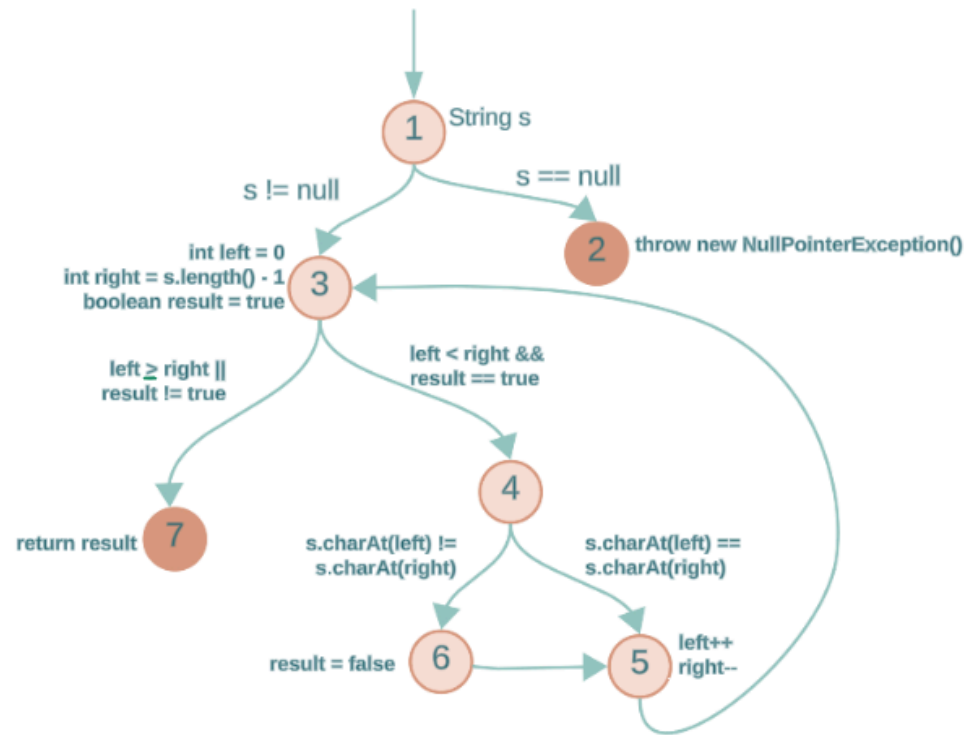 1
String s
s != null
s == null
2
throw new NullPointerException()
int left = 0
int right = s.length() - 1
boolean result = true
3
left ≥ right ||
result != true
left < right &&
result == true
4
return result
7
s.charAt(left) !=
s.charAt(right)
s.charAt(left) ==
s.charAt(right)
result = false
6
5
left++
right--